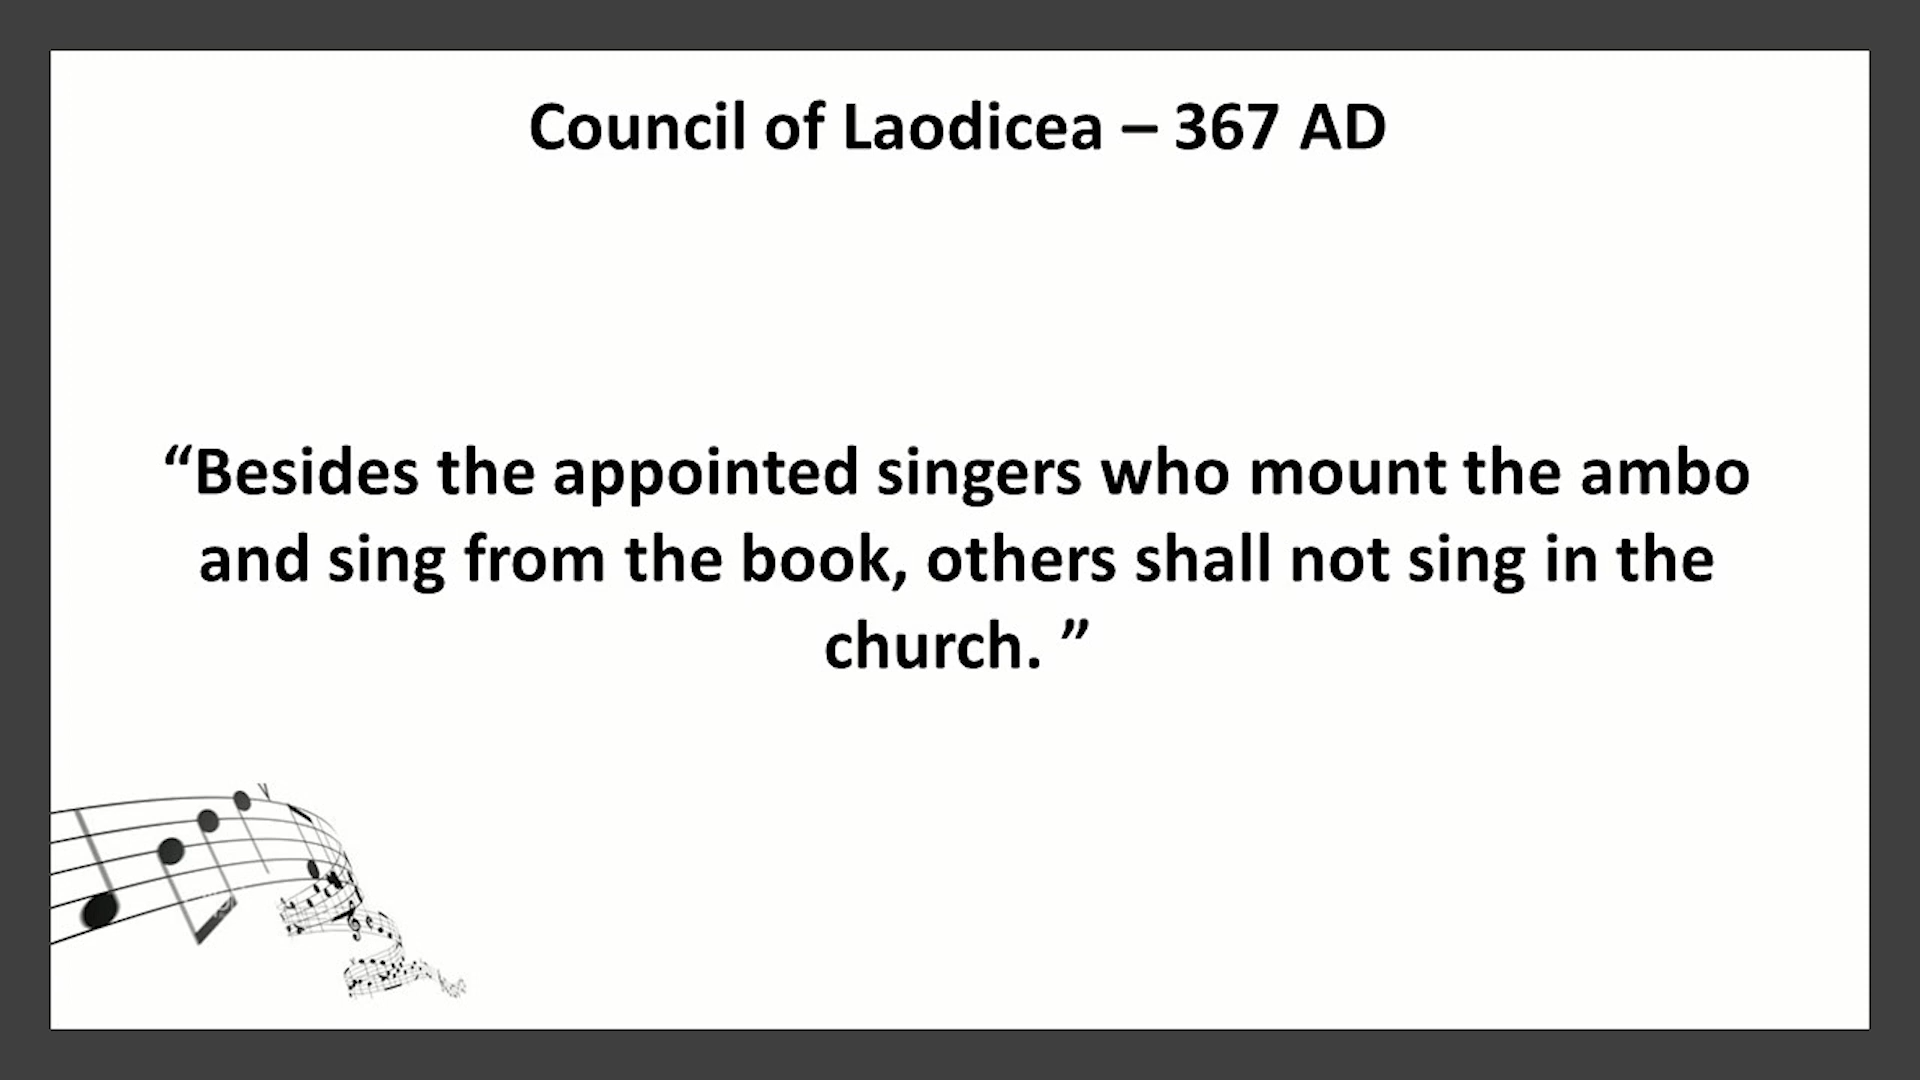 Council of Laodicea – 367 AD
“Besides the appointed singers who mount the ambo
and sing from the book, others shall not sing in the
church. ”